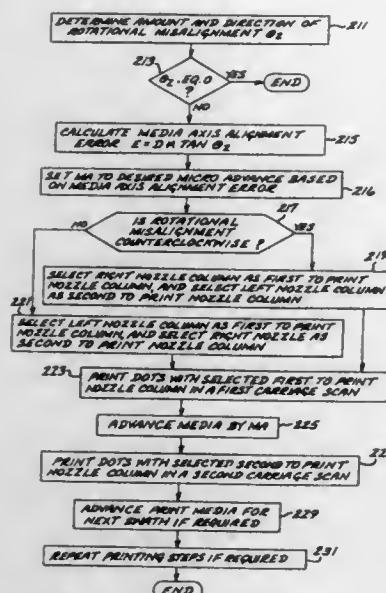 DETERMINE AMOUNT AND DIRECTION OF
ROTATIONAL MISALIGNMENT θz
211
213
θz.EQ.0
?
YES
END
NO
CALCULATE MEDIA AXIS ALIGNMENT
ERROR E=D*TAN θz
215
SET MA TO DESIRED MICRO ADVANCE BASED
ON MEDIA AXIS ALIGNMENT ERROR
216
217
NO
IS ROTATIONAL
MISALIGNMENT
COUNTERCLOCKWISE ?
YES
SELECT RIGHT NOZZLE COLUMN AS FIRST TO PRINT
NOZZLE COLUMN, AND SELECT LEFT NOZZLE COLUMN
AS SECOND TO PRINT NOZZLE COLUMN
221
SELECT LEFT NOZZLE COLUMN AS FIRST TO PRINT
NOZZLE COLUMN, AND SELECT RIGHT NOZZLE AS
SECOND TO PRINT NOZZLE COLUMN
223
PRINT DOTS WITH SELECTED FIRST TO PRINT
NOZZLE COLUMN IN A FIRST CARRIAGE SCAN
ADVANCE MEDIA BY MA
225
PRINT DOTS WITH SELECTED SECOND TO PRINT
NOZZLE COLUMN IN A SECOND CARRIAGE SCAN
ADVANCE PRINT MEDIA FOR
NEXT SWATH IF REQUIRED
229
REPEAT PRINTING STEPS IF REQUIRED
231
END